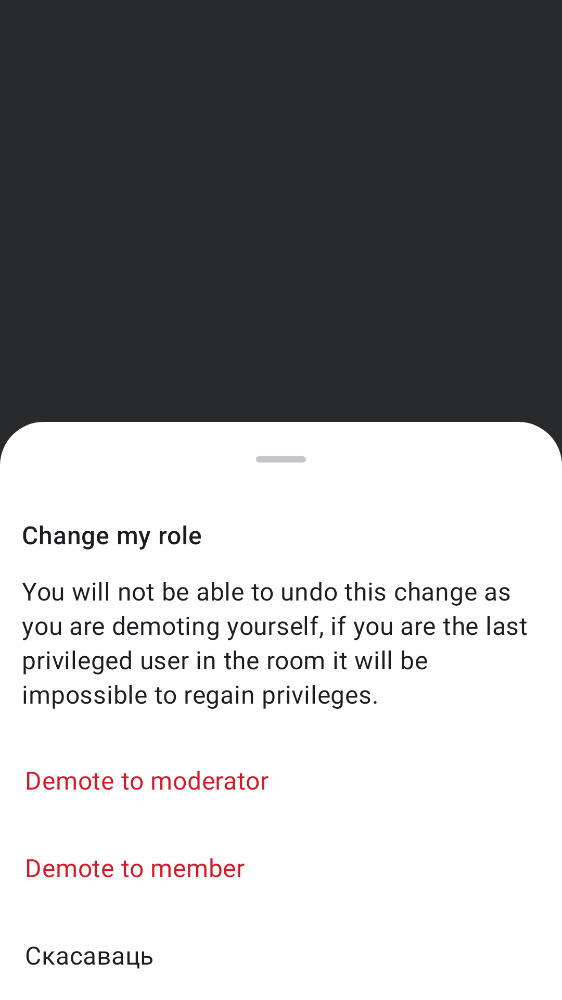 Change my role
You will not be able to undo this change as
you are demoting yourself, if you are the last
privileged user in the room it will be
impossible to regain privileges.
Demote to moderator
Demote to member
Скасаваць